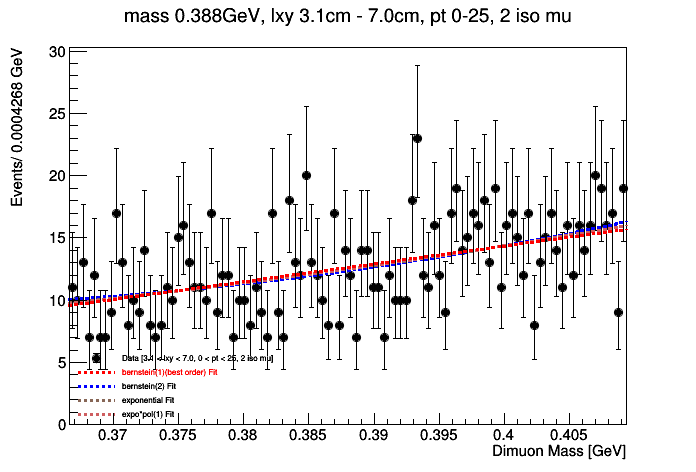 mass 0.388GeV, lxy 3.1cm - 7.0cm, pt 0-25, 2 iso mu
Events/ 0.0004268 GeV
30
25
20
15
10
5
0
Data [3.1 < lxy < 7.0, 0 < pt < 25, 2 iso mu]
bernstein(1)(best order) Fit
bernstein(2) Fit
exponential Fit
expo*pol(1) Fit
0.37 0.375 0.38 0.385 0.39 0.395 0.4 0.405
Dimuon Mass [GeV]